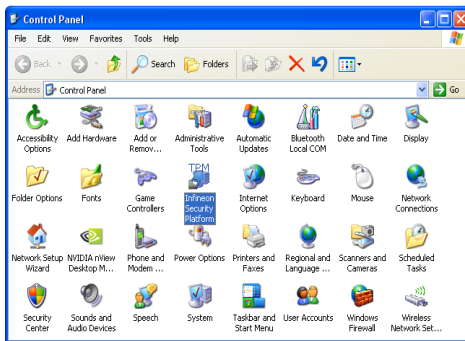 Control Panel
File Edit View Favorites Tools Help
Back Search Folders
Address Control Panel Go
Accessibility Options
Add Hardware
Add or Remov...
Administrative Tools
Automatic Updates
Bluetooth Local COM
Date and Time
Display
Folder Options
Fonts
Game Controllers
TPM
Infineon Security Platform
Internet Options
Keyboard
Mouse
Network Connections
Network Setup Wizard
NVIDIA nView Desktop M...
Phone and Modem ...
Power Options
Printers and Faxes
Regional and Language ...
Scanners and Cameras
Scheduled Tasks
Security Center
Sounds and Audio Devices
Speech
System
Taskbar and Start Menu
User Accounts
Windows Firewall
Wireless Network Set...